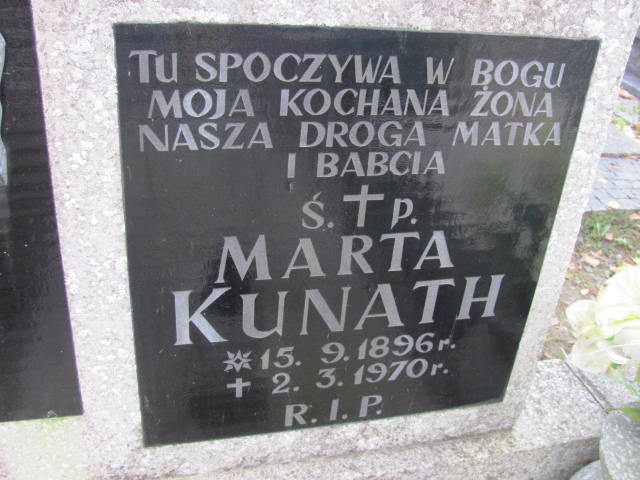 TU SPOCZYWA W BOGU
MOJA KOCHANA ŻONA
NASZA DROGA MATKA
I BABCIA
Ś. ✝ p.
MARTA
KUNATH
✻ 15. 9. 1896 r.
✝ 2. 3. 1970 r.
R. I. P.